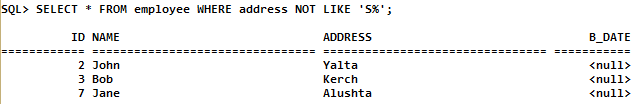 SQL> SELECT * FROM employee WHERE address NOT LIKE 'S%';
ID NAME ADDRESS B_DATE
============ =============================== =============================== ===========
2 John Yalta <null>
3 Bob Kerch <null>
7 Jane Alushta <null>